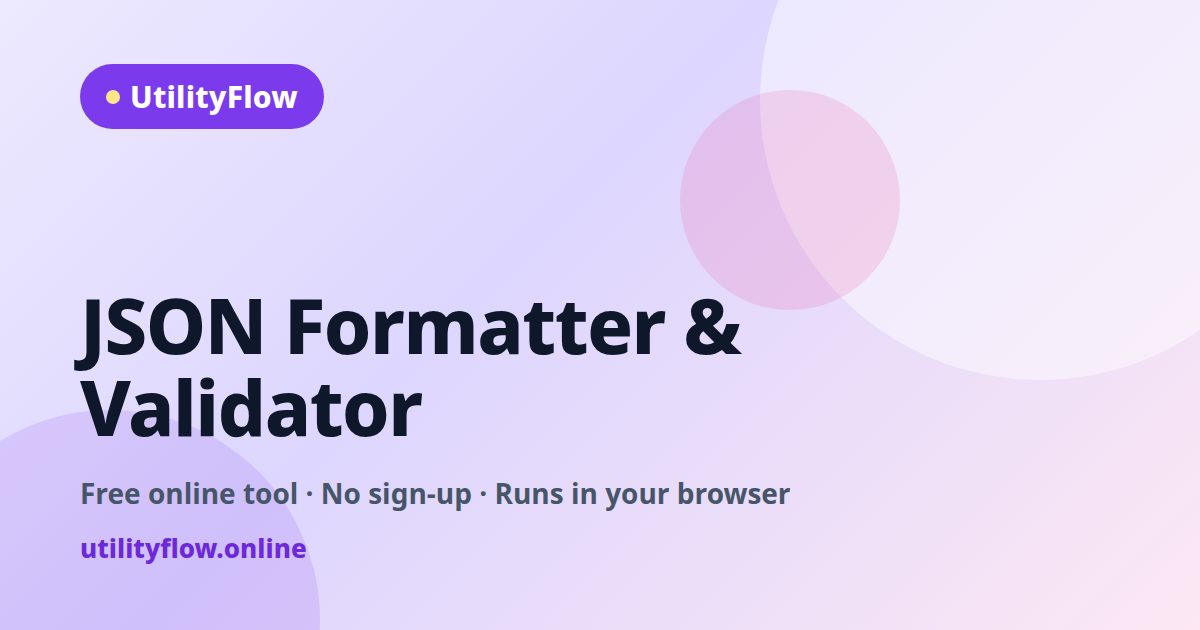 UtilityFlow
JSON Formatter &
Validator
Free online tool · No sign-up · Runs in your browser
utilityflow.online